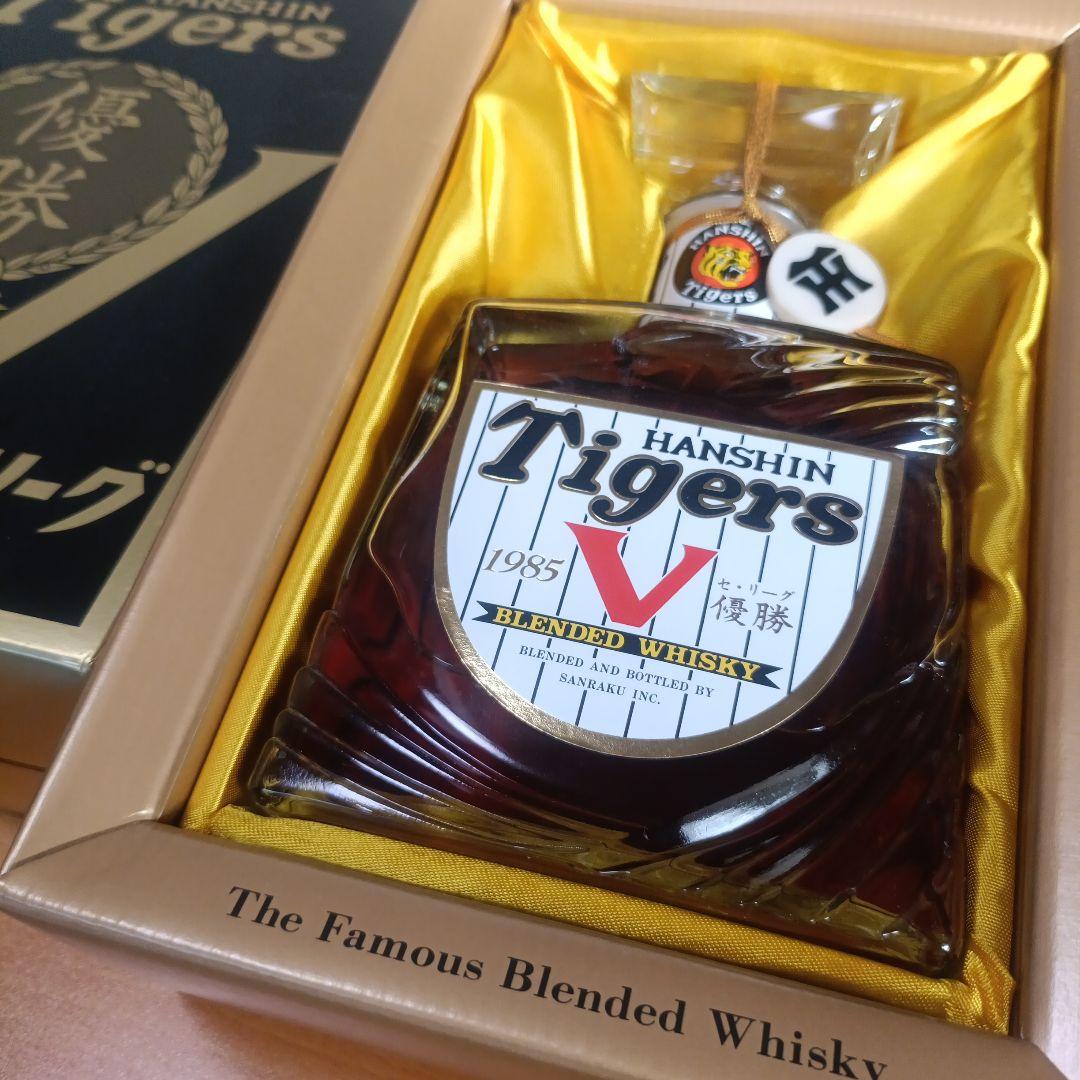 HANSHIN
Tigers
優
勝
リーグ
HANSHIN
Tigers
HT
HANSHIN
Tigers
1985
V
セ・リーグ
優勝
BLENDED WHISKY
BLENDED AND BOTTLED BY
SANRAKU INC.
The Famous Blended Whisky